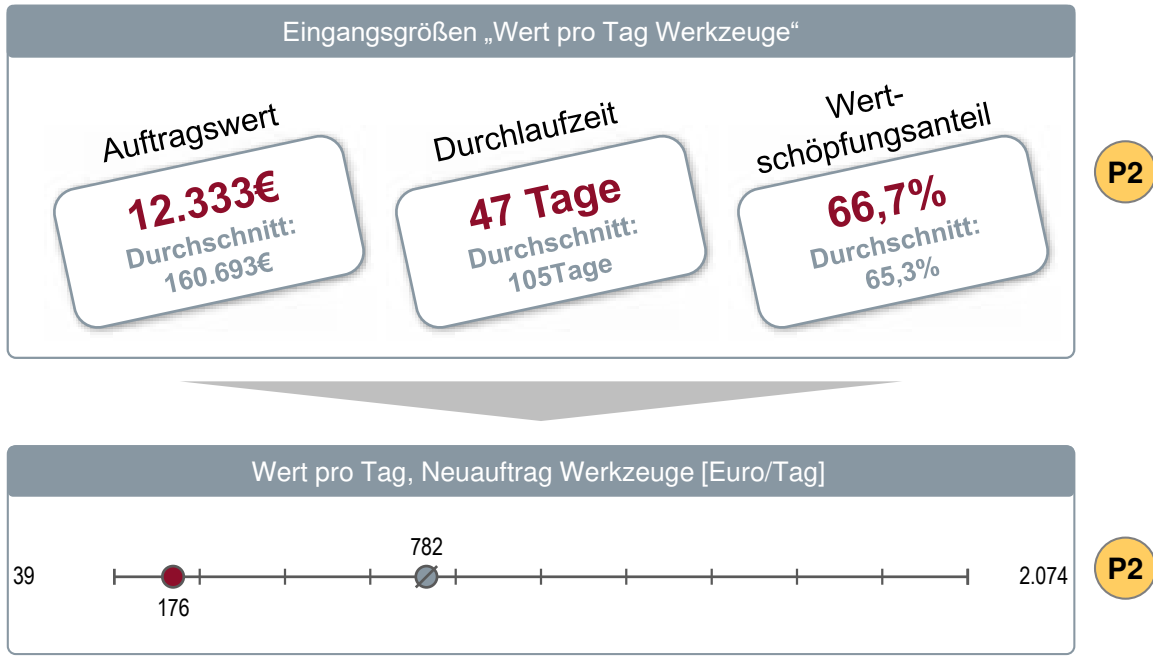 Eingangsgrößen „Wert pro Tag Werkzeuge“
Auftragswert
12.333€
Durchschnitt:
160.693€
Durchlaufzeit
47 Tage
Durchschnitt:
105Tage
Wert-
schöpfungsanteil
66,7%
Durchschnitt:
65,3%
P2
Wert pro Tag, Neuauftrag Werkzeuge [Euro/Tag]
782
39
2.074
176
P2